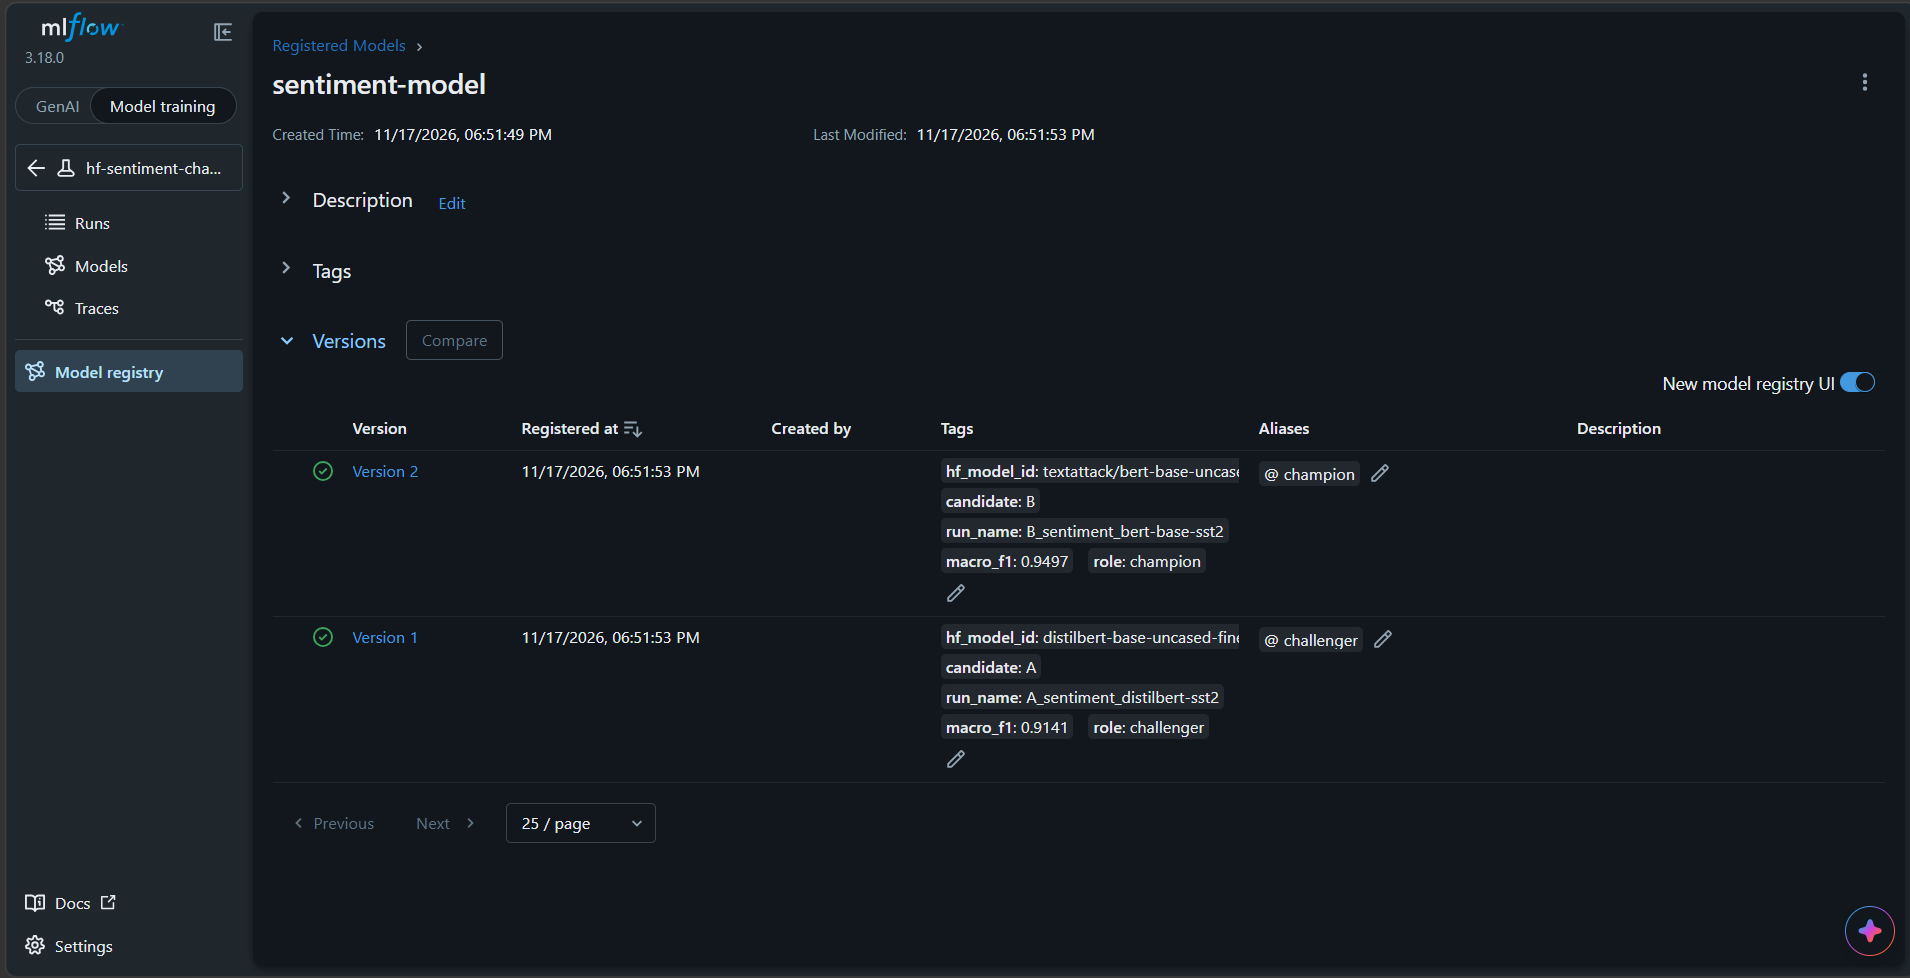 mlflow
3.18.0
GenAI Model training
hf-sentiment-cha...
Runs
Models
Traces
Model registry
Docs
Settings
Registered Models
sentiment-model
Created Time: 11/17/2026, 06:51:49 PM Last Modified: 11/17/2026, 06:51:53 PM
Description Edit
Tags
Versions Compare
New model registry UI
Version Registered at Created by Tags Aliases Description
Version 2 11/17/2026, 06:51:53 PM hf_model_id: textattack/bert-base-uncase @ champion
candidate: B
run_name: B_sentiment_bert-base-sst2
macro_f1: 0.9497 role: champion
Version 1 11/17/2026, 06:51:53 PM hf_model_id: distilbert-base-uncased-fine @ challenger
candidate: A
run_name: A_sentiment_distilbert-sst2
macro_f1: 0.9141 role: challenger
Previous Next 25 / page